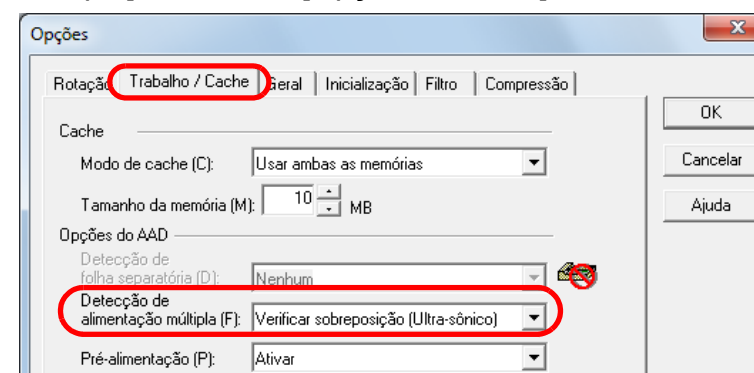 Opções
Rotação Trabalho / Cache Geral Inicialização Filtro Compressão
OK
Cache
Modo de cache (C): Usar ambas as memórias
Cancelar
Tamanho da memória (M): 10 MB
Ajuda
Opções do AAD
Detecção de
folha separatória (D): Nenhum
Detecção de
alimentação múltipla (F): Verificar sobreposição (Ultra-sônico)
Pré-alimentação (P): Ativar